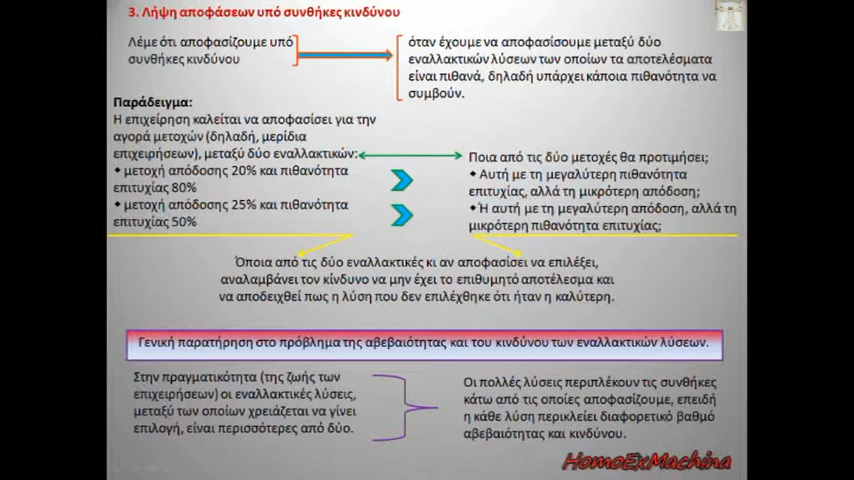 3. Λήψη αποφάσεων υπό συνθήκες κινδύνου
Λέμε ότι αποφασίζουμε υπό
συνθήκες κινδύνου
όταν έχουμε να αποφασίσουμε μεταξύ δύο
εναλλακτικών λύσεων των οποίων τα αποτελέσματα
είναι πιθανά, δηλαδή υπάρχει κάποια πιθανότητα να
συμβούν.
Παράδειγμα:
Η επιχείρηση καλείται να αποφασίσει για την
αγορά μετοχών (δηλαδή, μερίδια
επιχειρήσεων), μεταξύ δύο εναλλακτικών:
μετοχή απόδοσης 20% και πιθανότητα
επιτυχίας 80%
μετοχή απόδοσης 25% και πιθανότητα
επιτυχίας 50%
Ποια από τις δύο μετοχές θα προτιμήσει;
Αυτή με τη μεγαλύτερη πιθανότητα
επιτυχίας, αλλά τη μικρότερη απόδοση;
Ή αυτή με τη μεγαλύτερη απόδοση, αλλά τη
μικρότερη πιθανότητα επιτυχίας;
Όποια από τις δύο εναλλακτικές κι αν αποφασίσει να επιλέξει,
αναλαμβάνει τον κίνδυνο να μην έχει το επιθυμητό αποτέλεσμα και
να αποδειχθεί πως η λύση που δεν επιλέχθηκε ότι ήταν η καλύτερη.
Γενική παρατήρηση στο πρόβλημα της αβεβαιότητας και του κινδύνου των εναλλακτικών λύσεων.
Στην πραγματικότητα (της ζωής των
επιχειρήσεων) οι εναλλακτικές λύσεις,
μεταξύ των οποίων χρειάζεται να γίνει
επιλογή, είναι περισσότερες από δύο.
Οι πολλές λύσεις περιπλέκουν τις συνθήκες
κάτω από τις οποίες αποφασίζουμε, επειδή
η κάθε λύση περικλείει διαφορετικό βαθμό
αβεβαιότητας και κινδύνου.
HomoExMachina